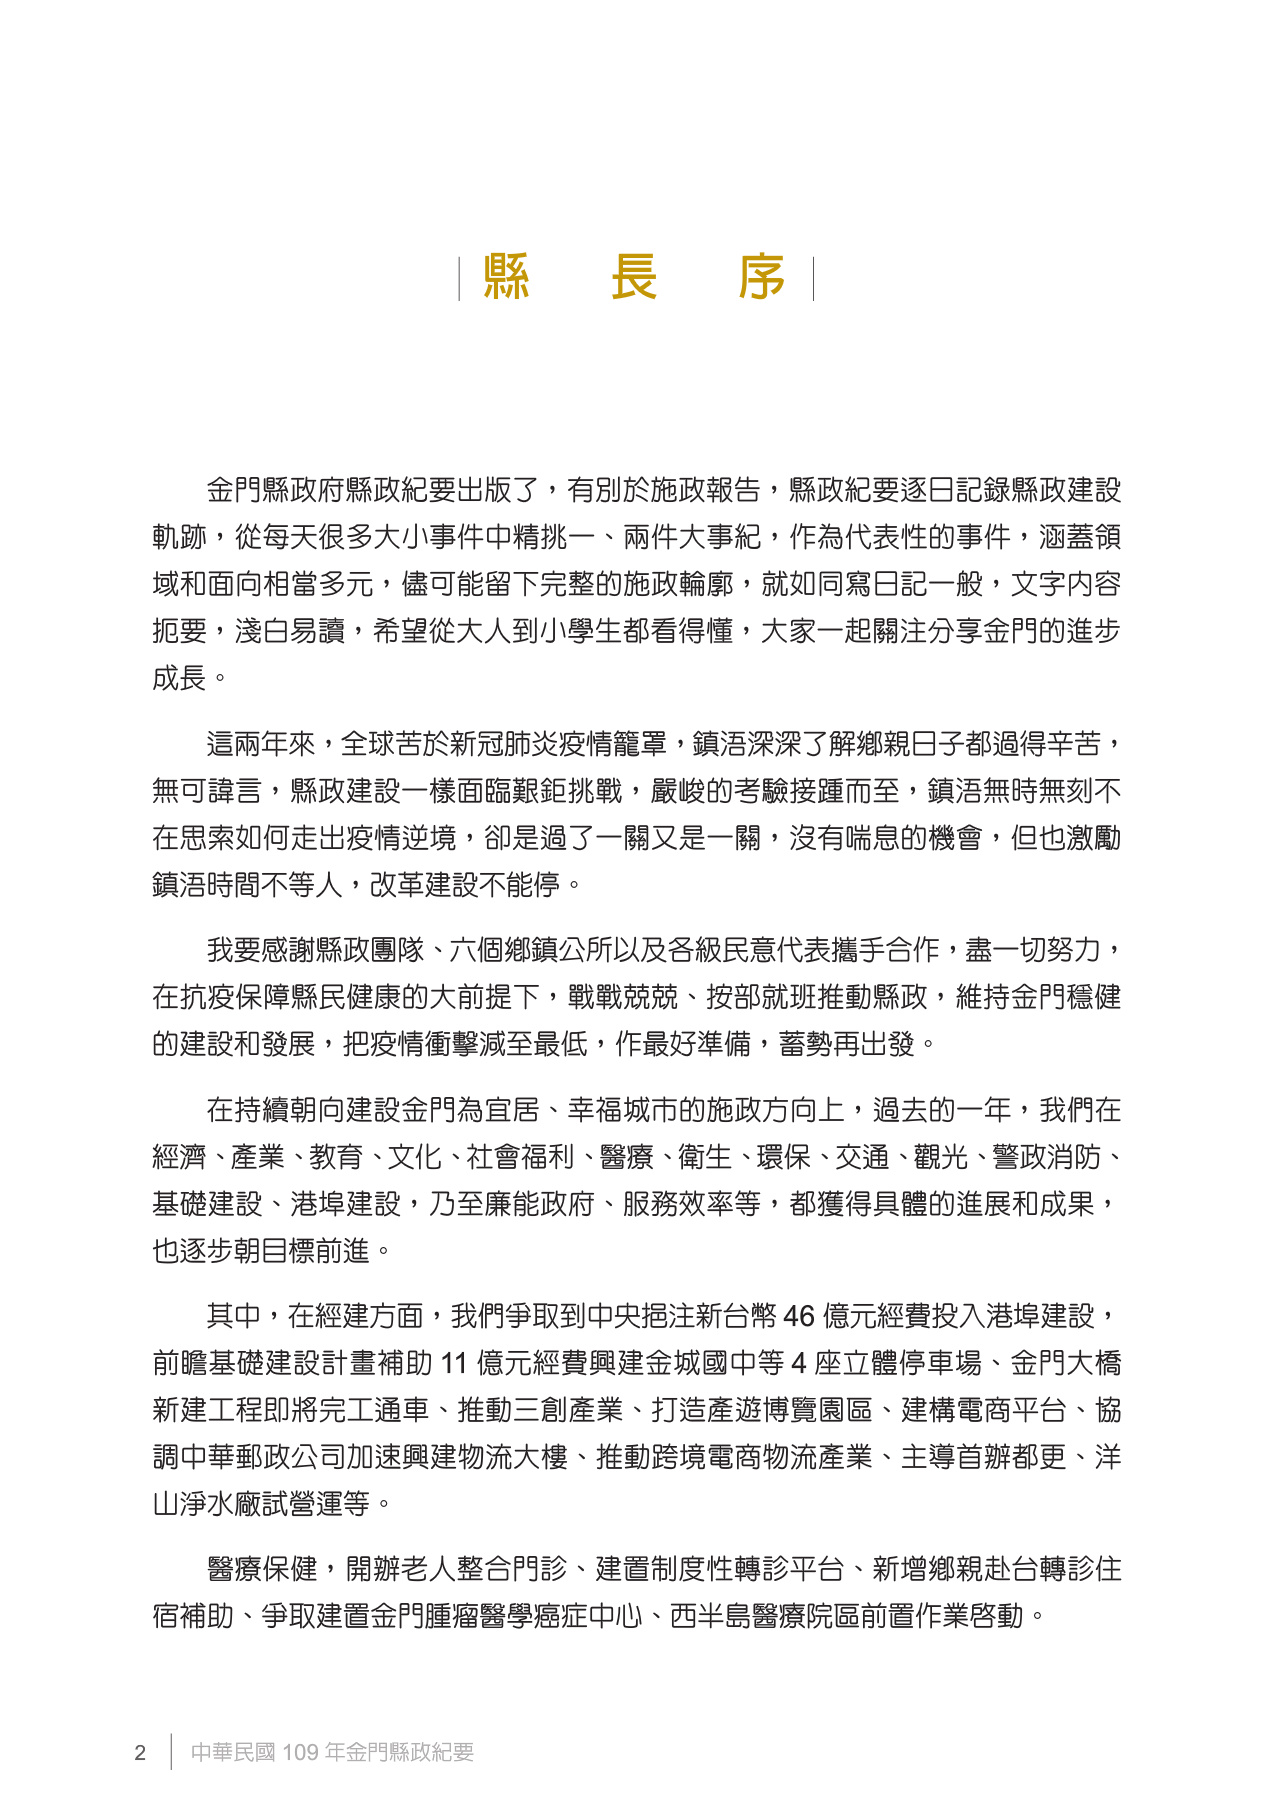 縣長序
金門縣政府縣政紀要出版了，有別於施政報告，縣政紀要逐日記錄縣政建設
軌跡，從每天很多大小事件中精挑一、兩件大事紀，作為代表性的事件，涵蓋領
域和面向相當多元，儘可能留下完整的施政輪廓，就如同寫日記一般，文字內容
扼要，淺白易讀，希望從大人到小學生都看得懂，大家一起關注分享金門的進步
成長。
這兩年來，全球苦於新冠肺炎疫情籠罩，鎮浯深深了解鄉親日子都過得辛苦，
無可諱言，縣政建設一樣面臨艱鉅挑戰，嚴峻的考驗接踵而至，鎮浯無時無刻不
在思索如何走出疫情逆境，卻是過了一關又是一關，沒有喘息的機會，但也激勵
鎮浯時間不等人，改革建設不能停。
我要感謝縣政團隊、六個鄉鎮公所以及各級民意代表攜手合作，盡一切努力，
在抗疫保障縣民健康的大前提下，戰戰兢兢、按部就班推動縣政，維持金門穩健
的建設和發展，把疫情衝擊減至最低，作最好準備，蓄勢再出發。
在持續朝向建設金門為宜居、幸福城市的施政方向上，過去的一年，我們在
經濟、產業、教育、文化、社會福利、醫療、衛生、環保、交通、觀光、警政消防、
基礎建設、港埠建設，乃至廉能政府、服務效率等，都獲得具體的進展和成果，
也逐步朝目標前進。
其中，在經建方面，我們爭取到中央挹注新台幣 46 億元經費投入港埠建設，
前瞻基礎建設計畫補助 11 億元經費興建金城國中等 4 座立體停車場、金門大橋
新建工程即將完工通車、推動三創產業、打造產遊博覽園區、建構電商平台、協
調中華郵政公司加速興建物流大樓、推動跨境電商物流產業、主導首辦都更、洋
山淨水廠試營運等。
醫療保健，開辦老人整合門診、建置制度性轉診平台、新增鄉親赴台轉診住
宿補助、爭取建置金門腫瘤醫學癌症中心、西半島醫療院區前置作業啓動。
2 中華民國 109 年金門縣政紀要